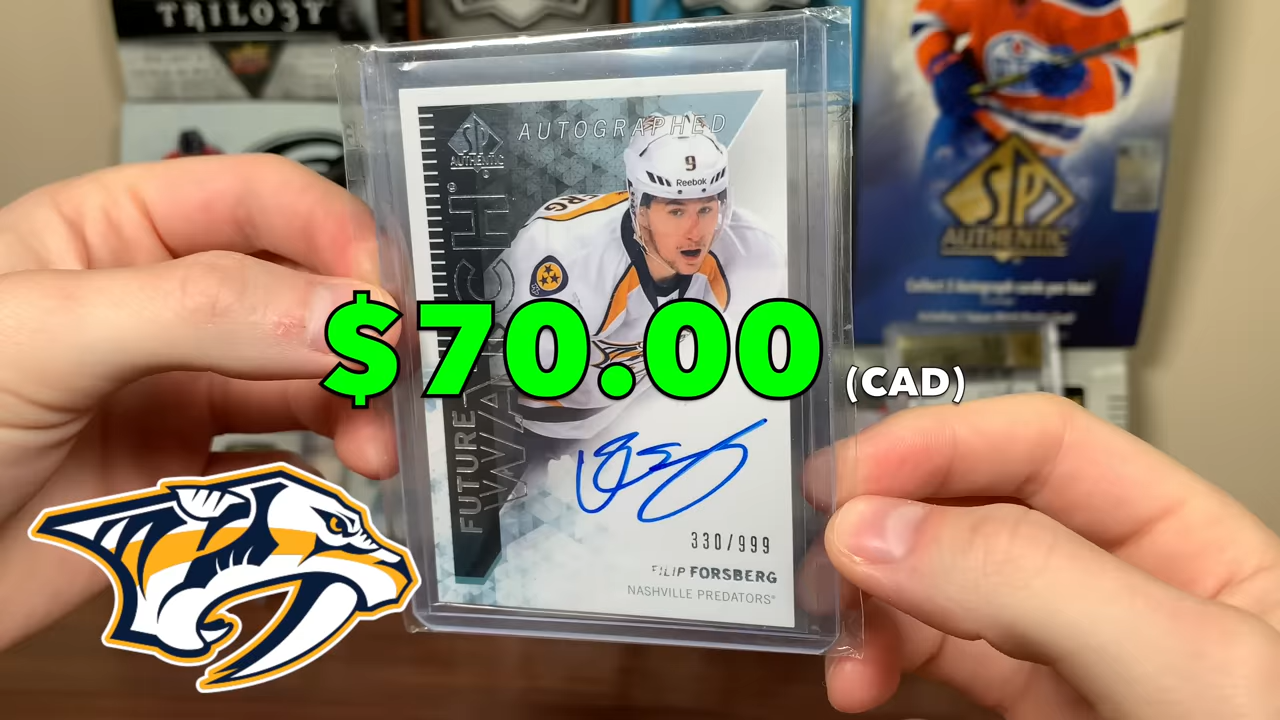 TRILOGY
AUTOGRAPHED
SP
AUTHENTIC
FUTURE
WATCH
9
Reebok
$70.00
(CAD)
330/999
FILIP FORSBERG
NASHVILLE PREDATORS
SP
AUTHENTIC